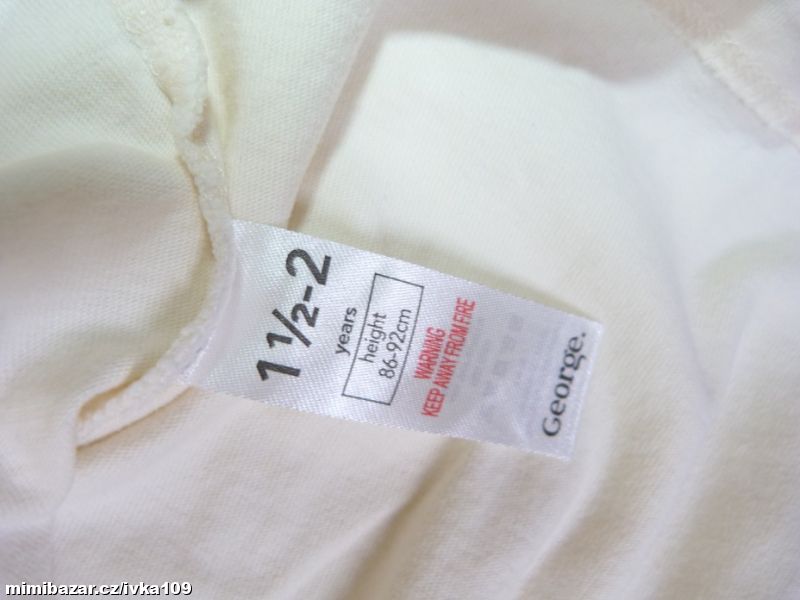 1½-2
years
height
86-92cm
WARNING
KEEP AWAY FROM FIRE
George.
mimibazar.cz/ivka109